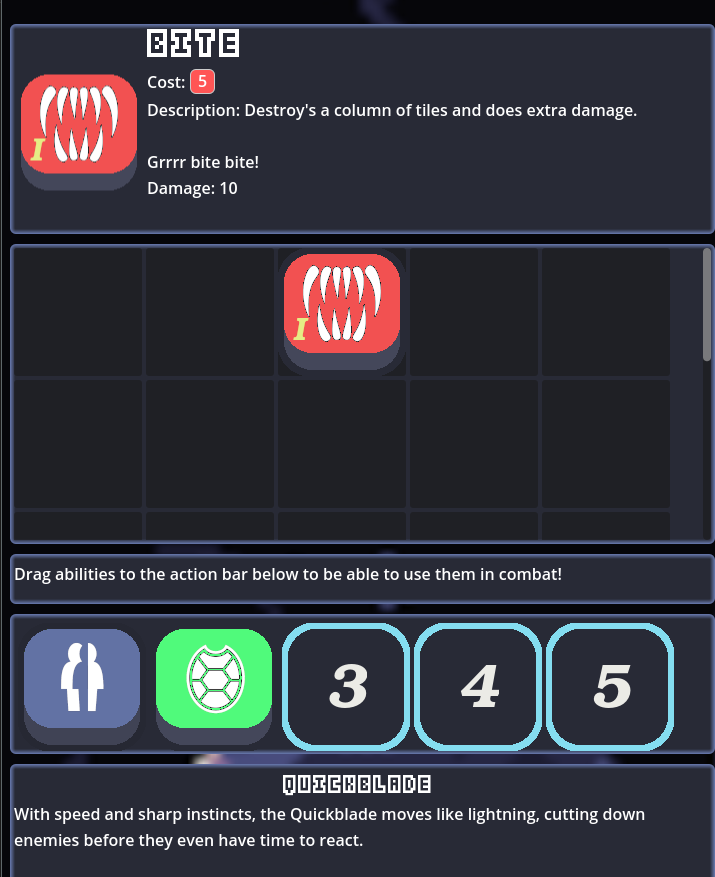 BITE
Cost: 5
Description: Destroy's a column of tiles and does extra damage.
Grrrr bite bite!
Damage: 10
I
I
Drag abilities to the action bar below to be able to use them in combat!
3 4 5
QUICKBLADE
With speed and sharp instincts, the Quickblade moves like lightning, cutting down
enemies before they even have time to react.